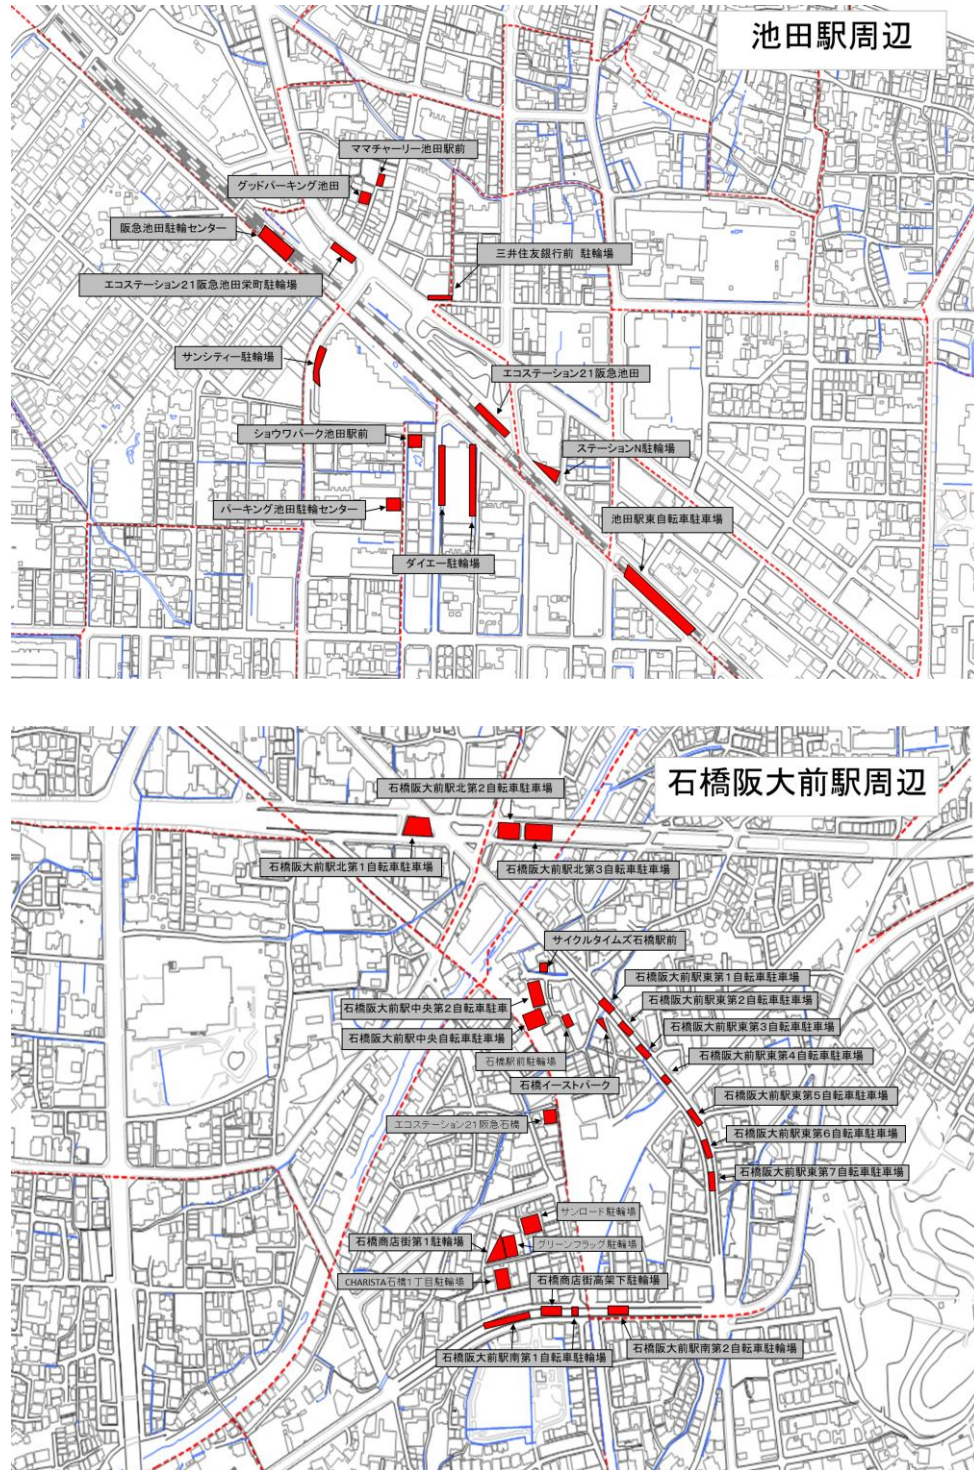 池田駅周辺
ママチャーリー池田駅前
グッドパーキング池田
阪急池田駐輪センター
三井住友銀行前 駐輪場
エコステーション21阪急池田栄町駐輪場
サンシティー駐輪場
エコステーション21阪急池田
ショウワパーク池田駅前
ステーションN駐輪場
パーキング池田駐輪センター
池田駅東自転車駐車場
ダイエー駐輪場
石橋阪大前駅周辺
石橋阪大前駅北第2自転車駐車場
石橋阪大前駅北第1自転車駐車場
石橋阪大前駅北第3自転車駐車場
サイクルタイムズ石橋駅前
石橋阪大前駅東第1自転車駐車場
石橋阪大前駅中央第2自転車駐車
石橋阪大前駅東第2自転車駐車場
石橋阪大前駅東第3自転車駐車場
石橋阪大前駅中央自転車駐車場
石橋駅前駐輪場
石橋阪大前駅東第4自転車駐車場
石橋イーストパーク
石橋阪大前駅東第5自転車駐車場
エコステーション21阪急石橋
石橋阪大前駅東第6自転車駐車場
石橋阪大前駅東第7自転車駐車場
サンロード駐輪場
石橋商店街第1駐輪場
グリーンフラッグ駐輪場
CHARISTA石橋1丁目駐輪場
石橋商店街高架下駐輪場
石橋阪大前駅南第1自転車駐輪場
石橋阪大前駅南第2自転車駐輪場